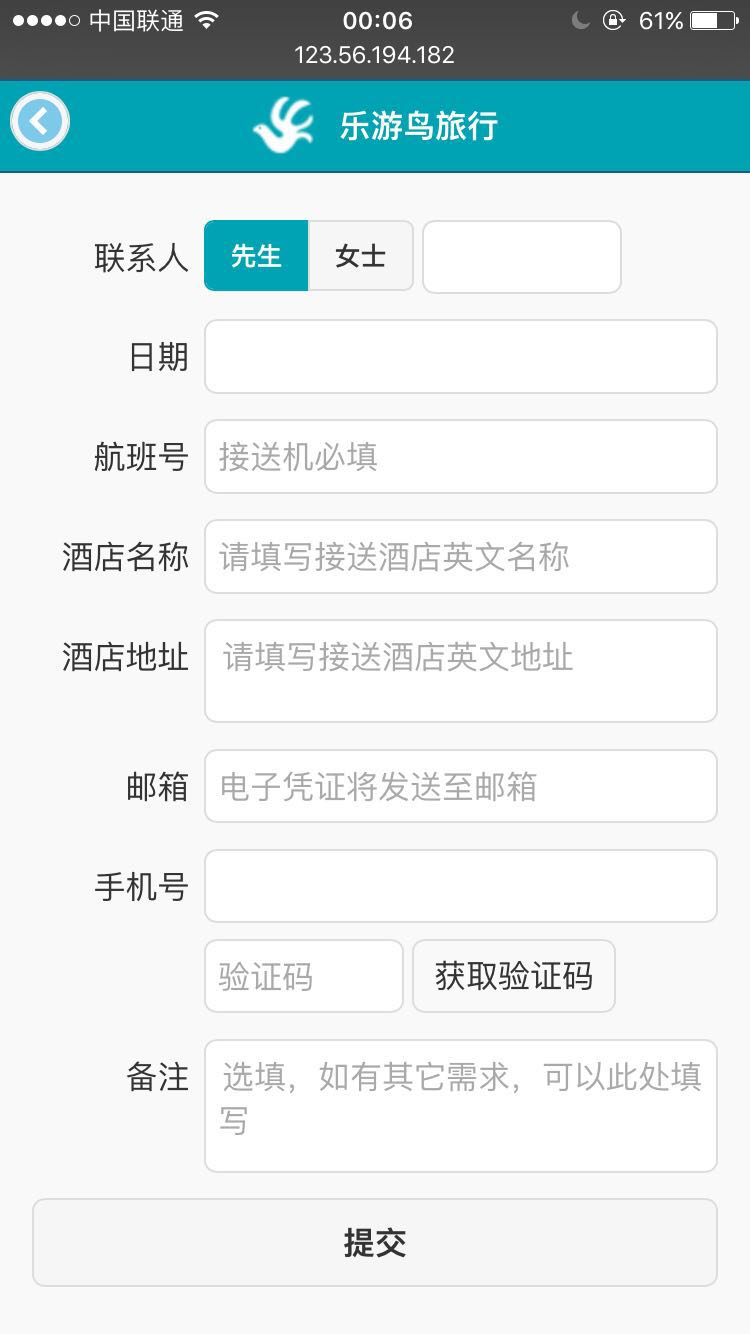 中国联通 00:06 61%
123.56.194.182
乐游鸟旅行
联系人 先生 女士
日期
航班号 接送机必填
酒店名称 请填写接送酒店英文名称
酒店地址 请填写接送酒店英文地址
邮箱 电子凭证将发送至邮箱
手机号
验证码 获取验证码
备注 选填，如有其它需求，可以此处填
写
提交